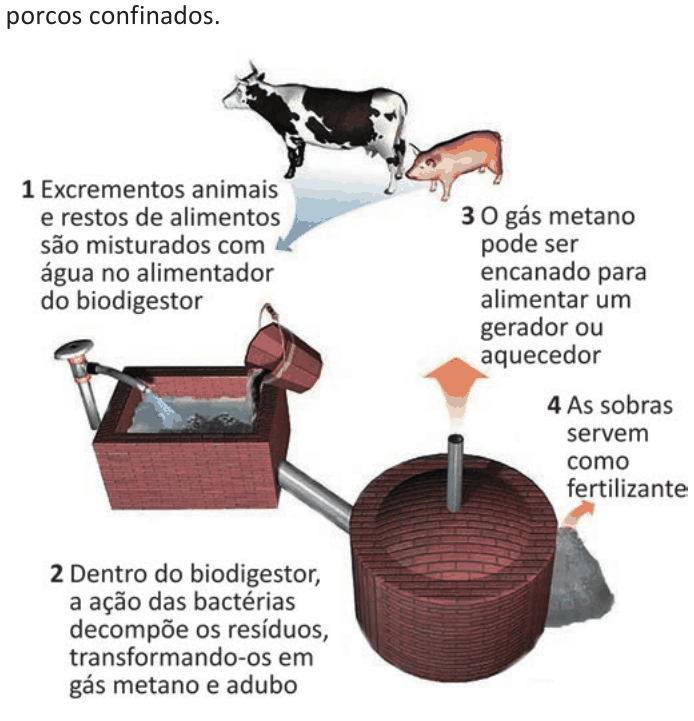 porcos confinados.
1 Excrementos animais
e restos de alimentos
são misturados com
água no alimentador
do biodigestor
3 O gás metano
pode ser
encanado para
alimentar um
gerador ou
aquecedor
4 As sobras
servem
como
fertilizante
2 Dentro do biodigestor,
a ação das bactérias
decompõe os resíduos,
transformando-os em
gás metano e adubo